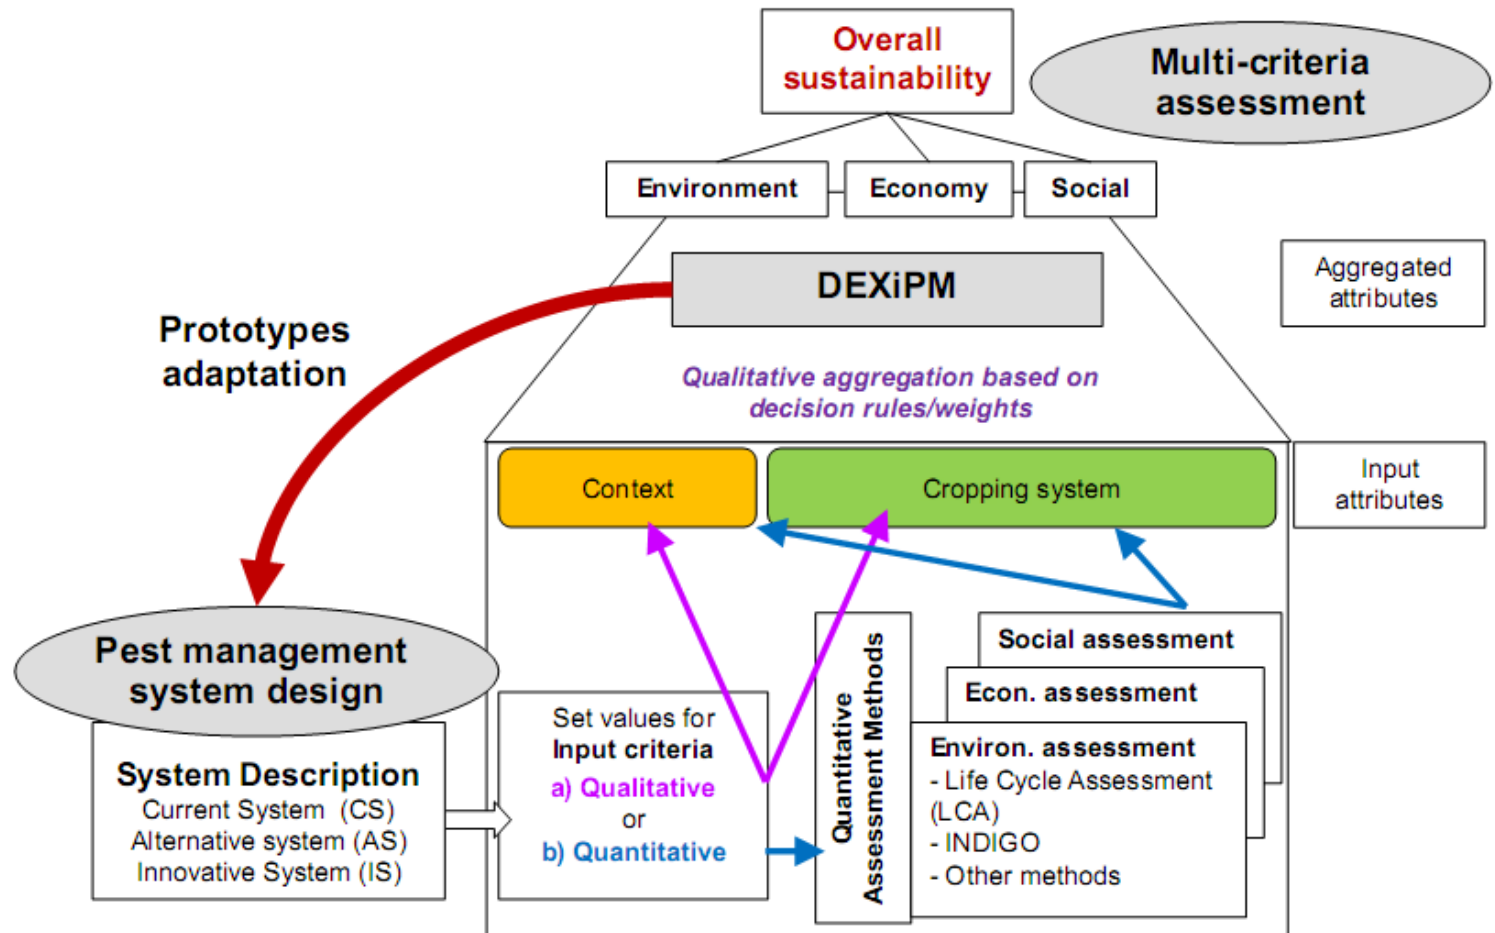 Overall
sustainability
Multi-criteria
assessment
Environment
Economy
Social
DEXiPM
Aggregated
attributes
Prototypes
adaptation
Qualitative aggregation based on
decision rules/weights
Context
Cropping system
Input
attributes
Pest management
system design
System Description
Current System (CS)
Alternative system (AS)
Innovative System (IS)
Set values for
Input criteria
a) Qualitative
or
b) Quantitative
Quantitative
Assessment Methods
Social assessment
Econ. assessment
Environ. assessment
- Life Cycle Assessment
(LCA)
- INDIGO
- Other methods